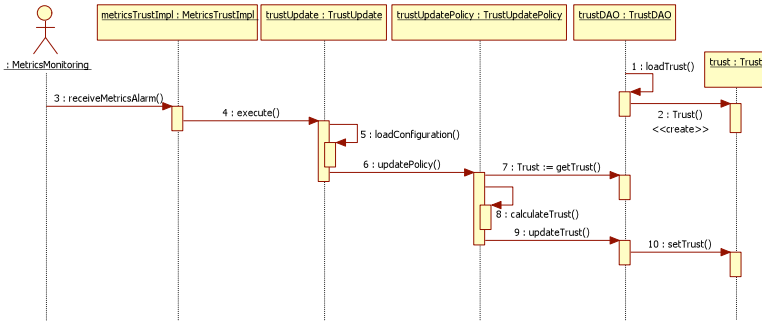 metricsTrustImpl : MetricsTrustImpl
trustUpdate : TrustUpdate
trustUpdatePolicy : TrustUpdatePolicy
trustDAO : TrustDAO
: MetricsMonitoring
1 : loadTrust()
trust : Trust
3 : receiveMetricsAlarm()
4 : execute()
2 : Trust()
<<create>>
5 : loadConfiguration()
6 : updatePolicy()
7 : Trust := getTrust()
8 : calculateTrust()
9 : updateTrust()
10 : setTrust()